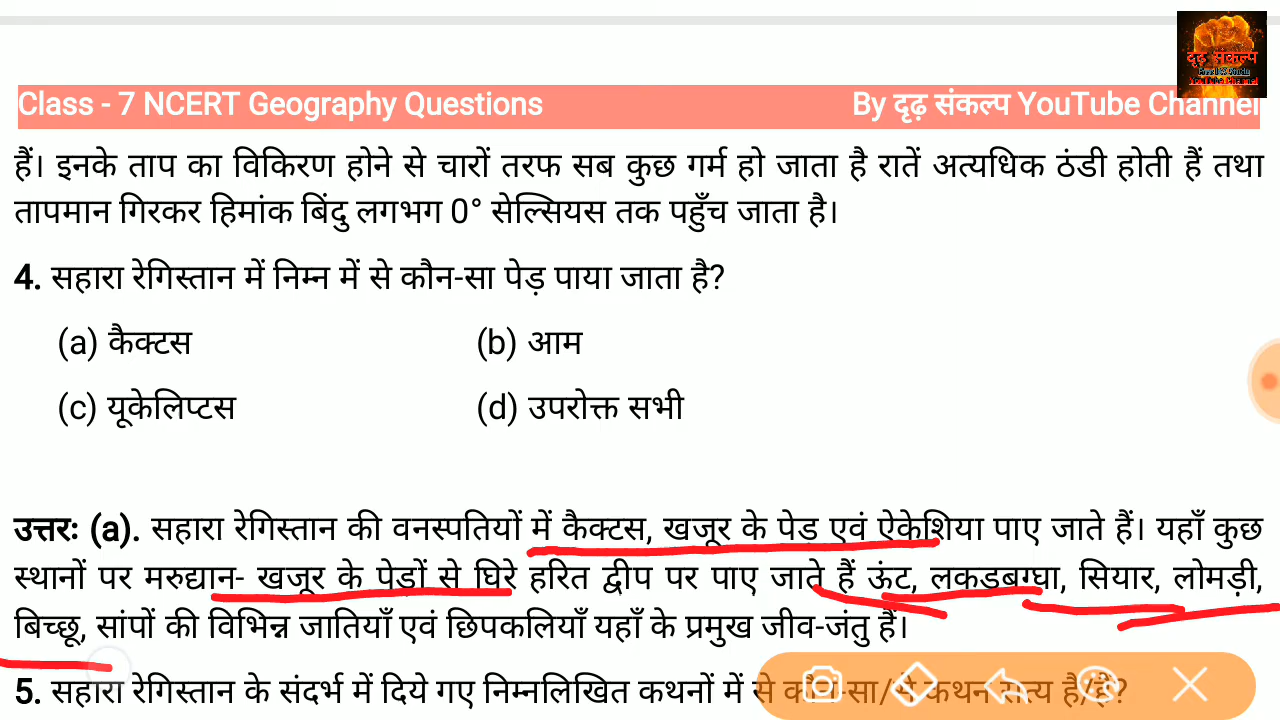 दृढ़ संकल्प
Class - 7 NCERT Geography Questions By दृढ़ संकल्प YouTube Channel
हैं। इनके ताप का विकिरण होने से चारों तरफ सब कुछ गर्म हो जाता है रातें अत्यधिक ठंडी होती हैं तथा
तापमान गिरकर हिमांक बिंदु लगभग 0° सेल्सियस तक पहुँच जाता है।
4. सहारा रेगिस्तान में निम्न में से कौन-सा पेड़ पाया जाता है?
(a) कैक्टस (b) आम
(c) यूकेलिप्टस (d) उपरोक्त सभी
उत्तरः (a). सहारा रेगिस्तान की वनस्पतियों में कैक्टस, खजूर के पेड़ एवं ऐकेशिया पाए जाते हैं। यहाँ कुछ
स्थानों पर मरुद्यान- खजूर के पेड़ों से घिरे हरित द्वीप पर पाए जाते हैं ऊंट, लकड़बग्घा, सियार, लोमड़ी,
बिच्छू, सांपों की विभिन्न जातियाँ एवं छिपकलियाँ यहाँ के प्रमुख जीव-जंतु हैं।
5. सहारा रेगिस्तान के संदर्भ में दिये गए निम्नलिखित कथनों में से कौन-सा/से कथन सत्य है/हैं?